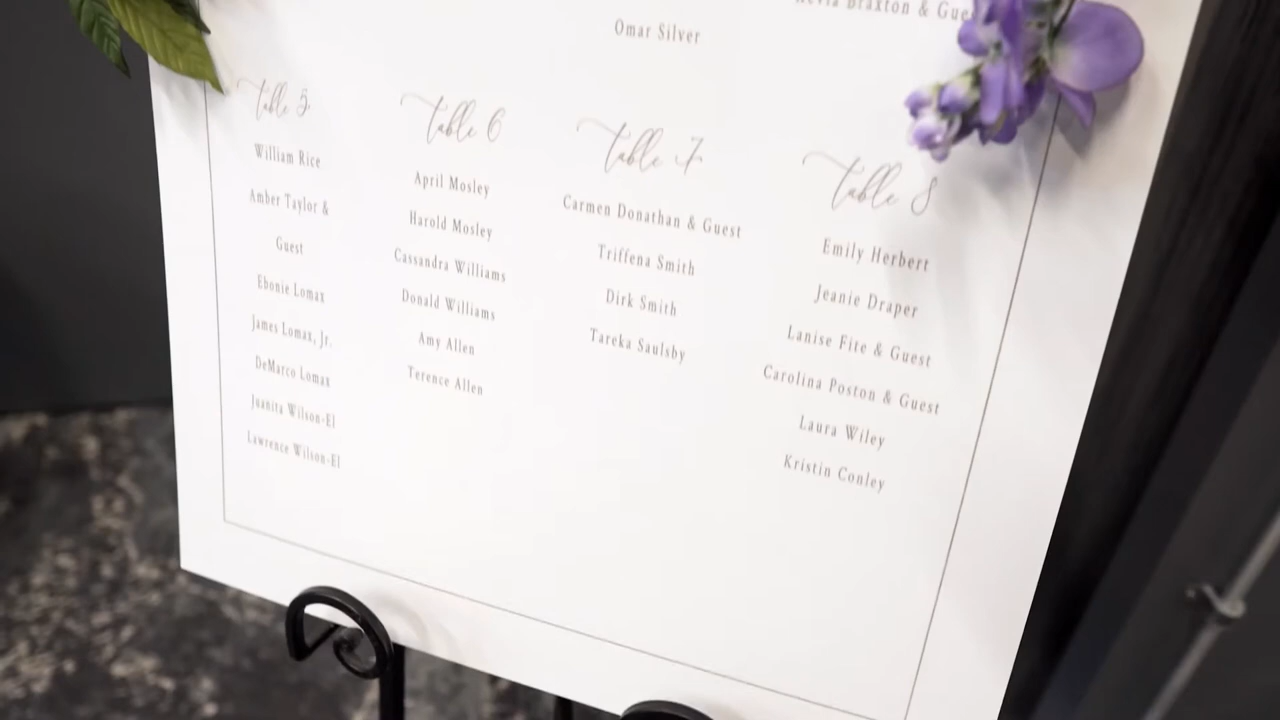 Braxton & Gue
Omar Silver
Table 5
William Rice
Amber Taylor &
Guest
Ebonie Lomax
James Lomax, Jr.
DeMarco Lomax
Juanita Wilson-El
Lawrence Wilson-El
Table 6
April Mosley
Harold Mosley
Cassandra Williams
Donald Williams
Amy Allen
Terence Allen
Table 7
Carmen Donathan & Guest
Triffena Smith
Dirk Smith
Tareka Saulsby
Table 8
Emily Herbert
Jeanie Draper
Lanise Fite & Guest
Carolina Poston & Guest
Laura Wiley
Kristin Conley